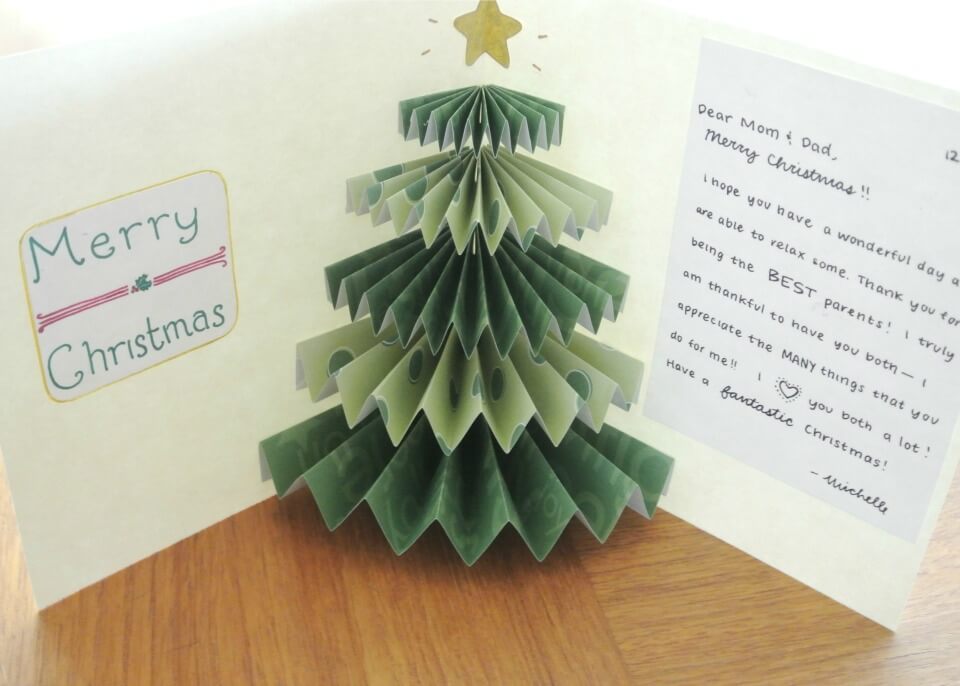 Merry
Christmas
12
Dear Mom & Dad,
Merry Christmas!!
I hope you have a wonderful day a
are able to relax some. Thank you for
being the BEST parents! I truly
am thankful to have you both — I
appreciate the MANY things that you
do for me!! I ♡ you both a lot!
Have a fantastic Christmas!
- Michelle